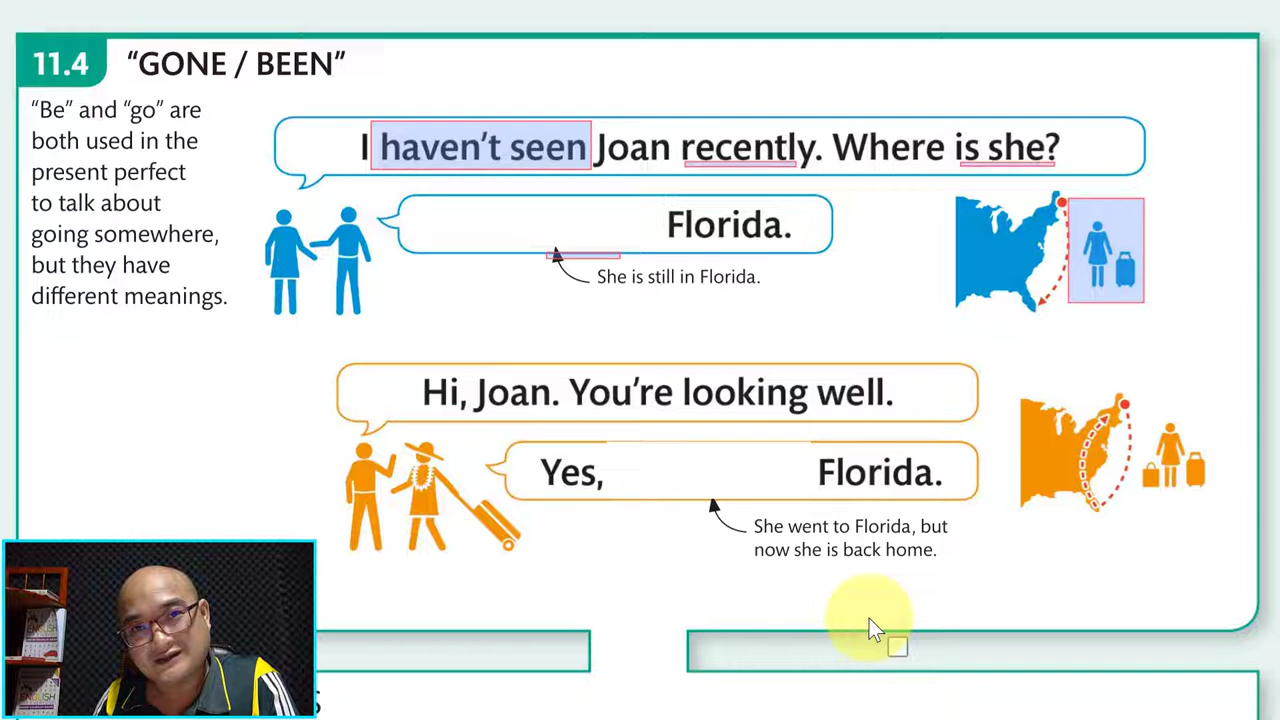 11.4 "GONE / BEEN"
"Be" and "go" are
both used in the
present perfect
to talk about
going somewhere,
but they have
different meanings.
I haven't seen Joan recently. Where is she?
Florida.
She is still in Florida.
Hi, Joan. You're looking well.
Yes, Florida.
She went to Florida, but
now she is back home.
ENGLISH